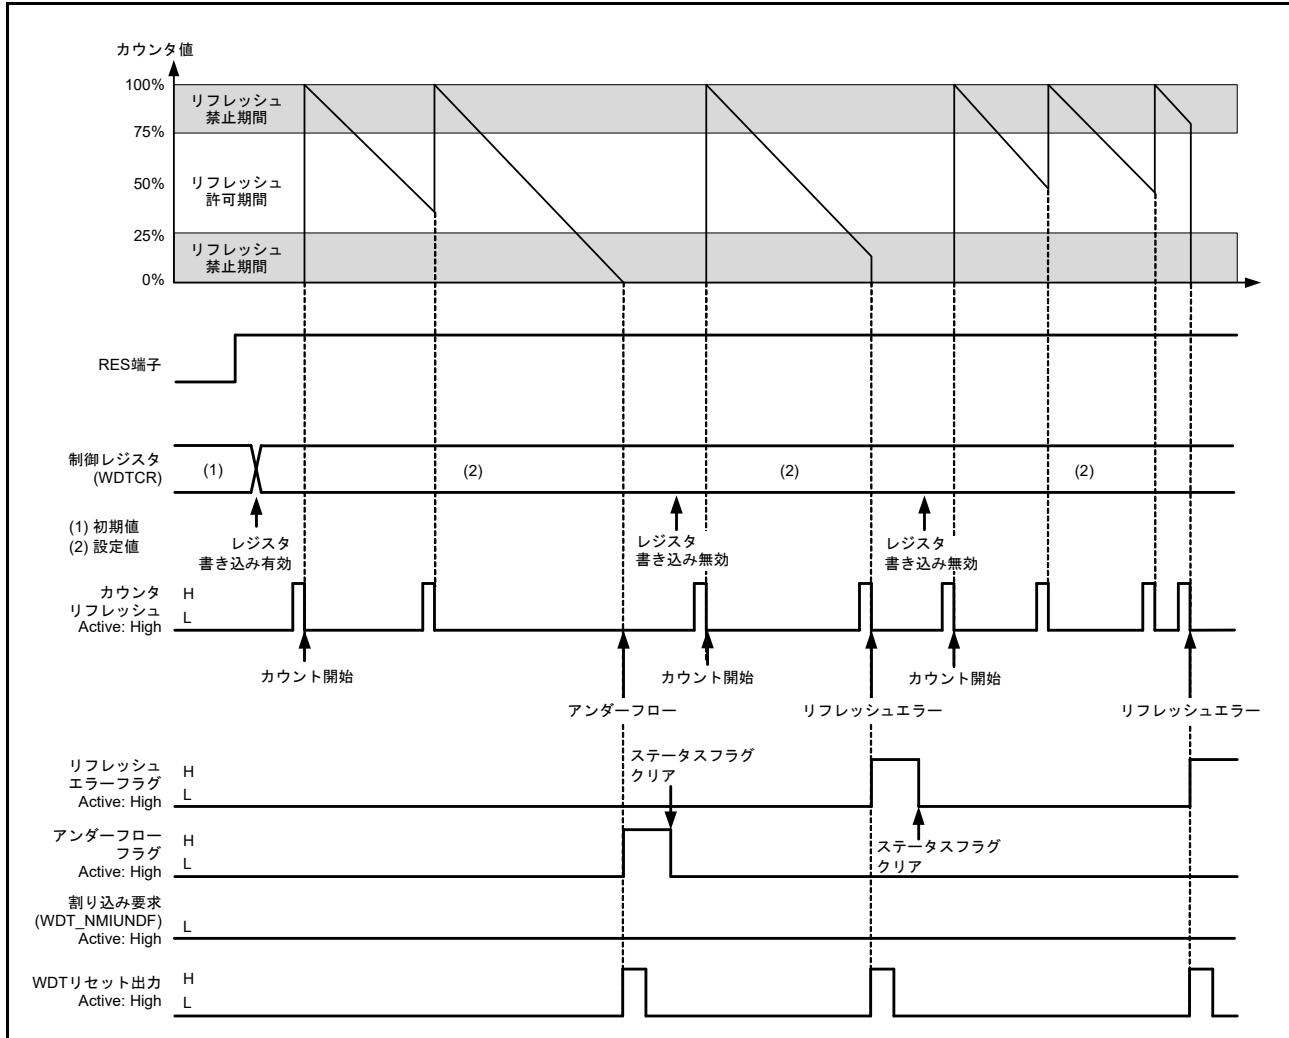 カウンタ値
100%
リフレッシュ
禁止期間
75%
50%
リフレッシュ
許可期間
25%
リフレッシュ
禁止期間
0%
RES端子
制御レジスタ
(WDTCR)
(1)
(2)
(2)
(2)
(1) 初期値
(2) 設定値
レジスタ
書き込み有効
レジスタ
書き込み無効
レジスタ
書き込み無効
カウンタ
リフレッシュ
Active: High
H
L
カウント開始
カウント開始
カウント開始
アンダーフロー
リフレッシュエラー
リフレッシュエラー
リフレッシュ
エラーフラグ
Active: High
H
L
ステータスフラグ
クリア
アンダーフロー
フラグ
Active: High
H
L
ステータスフラグ
クリア
割り込み要求
(WDT_NMIUNDF)
Active: High
L
WDTリセット出力
Active: High
H
L